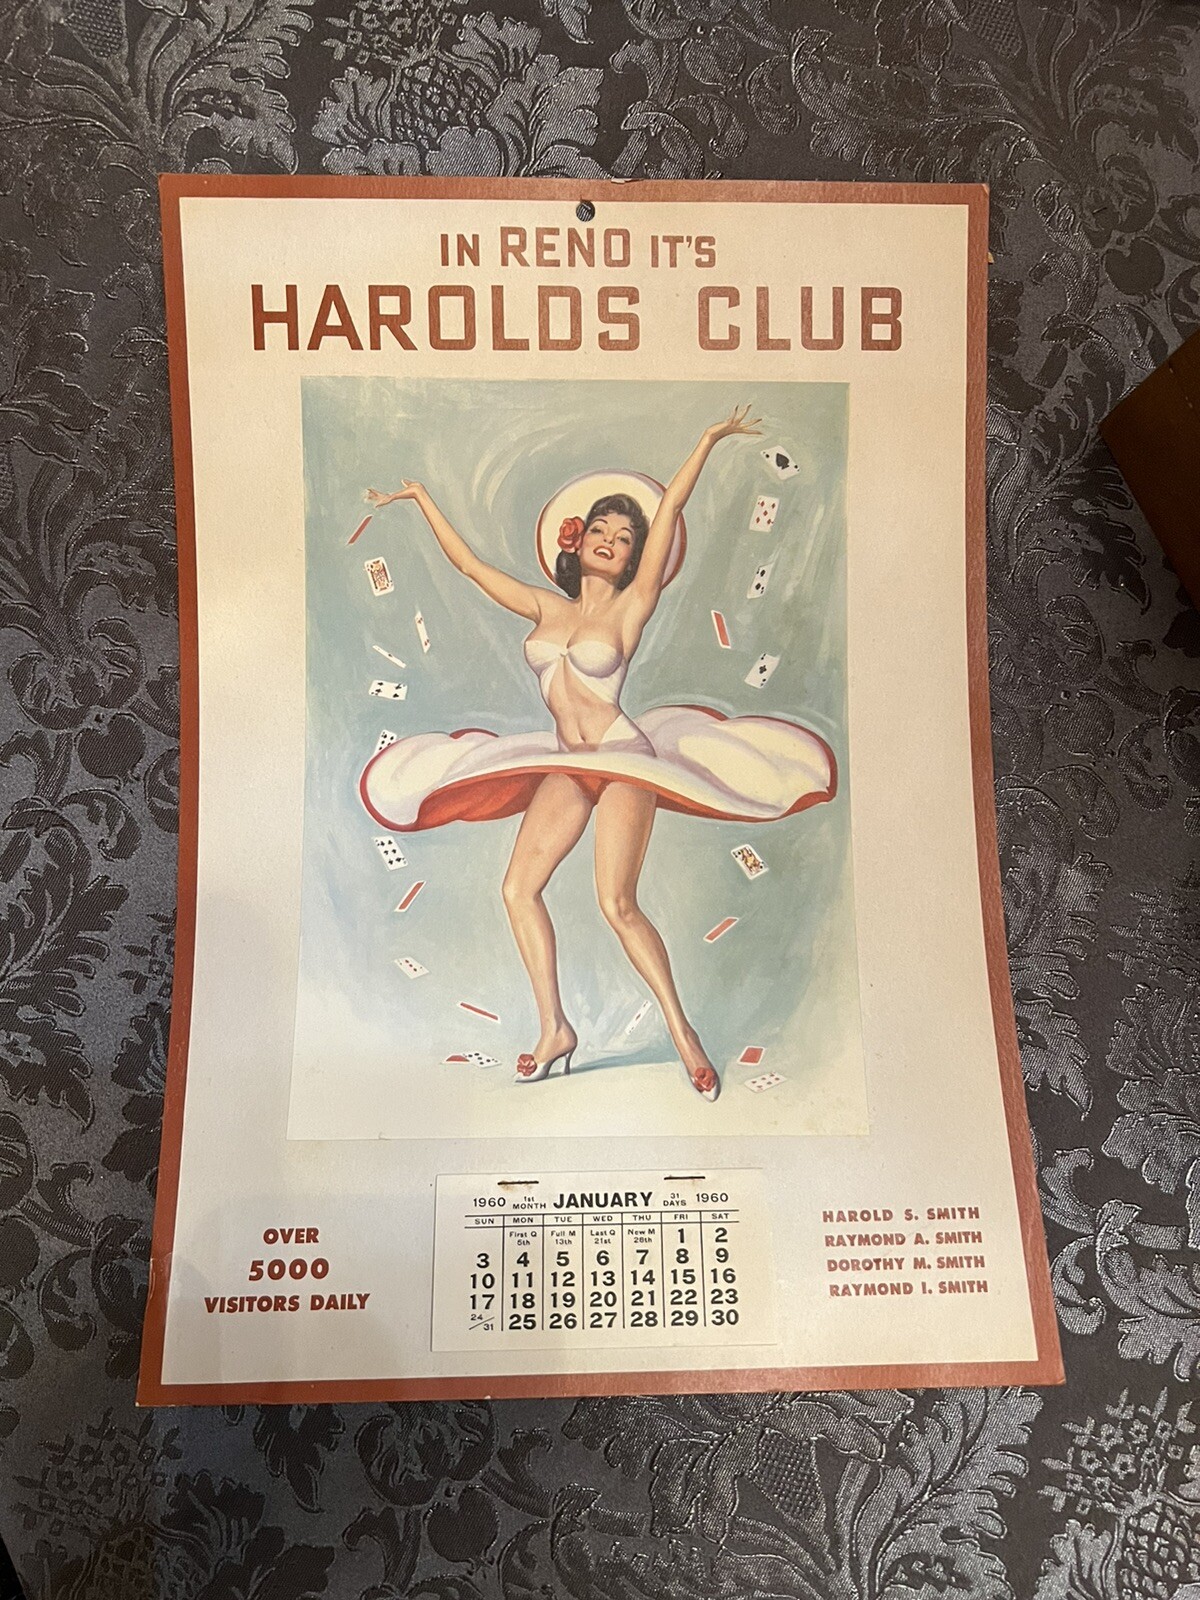 IN RENO IT'S
HAROLDS CLUB
OVER
5000
VISITORS DAILY
1960 1st MONTH JANUARY 31 DAYS 1960
SUN MON TUE WED THU FRI SAT
First Q 5th Full M 13th Last Q 21st New M 28th 1 2
3 4 5 6 7 8 9
10 11 12 13 14 15 16
17 18 19 20 21 22 23
24/31 25 26 27 28 29 30
HAROLD S. SMITH
RAYMOND A. SMITH
DOROTHY M. SMITH
RAYMOND I. SMITH